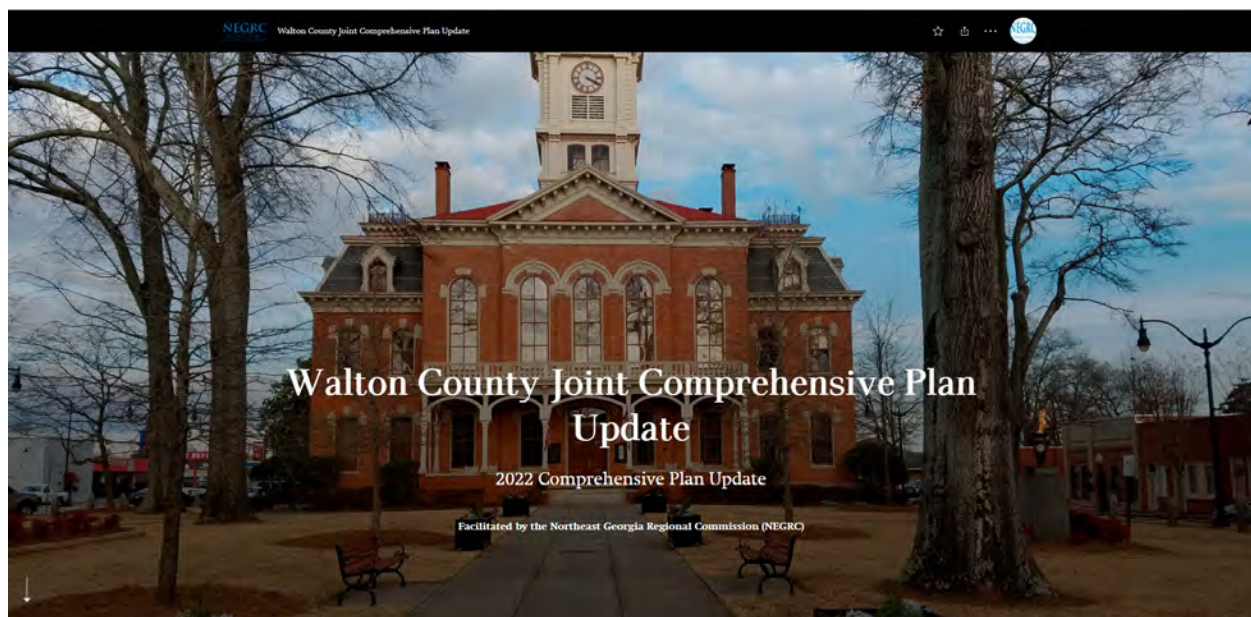 NEGRC
Walton County Joint Comprehensive Plan Update
NEGRC
Walton County Joint Comprehensive Plan
Update
2022 Comprehensive Plan Update
Facilitated by the Northeast Georgia Regional Commission (NEGRC)